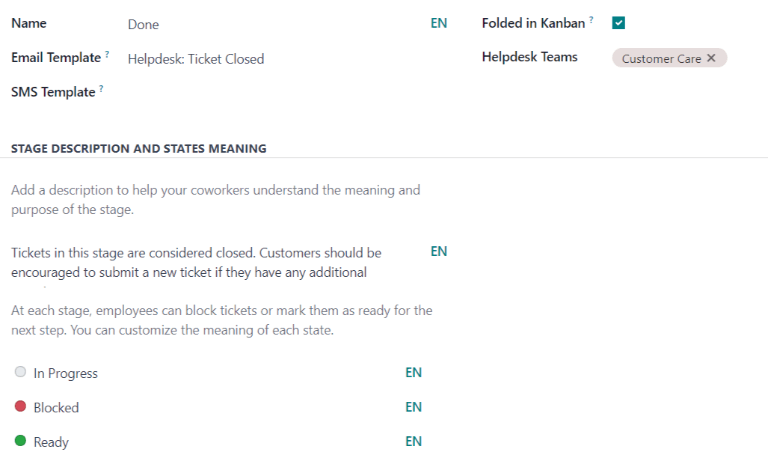 Name Done EN Folded in Kanban ?
Email Template ? Helpdesk: Ticket Closed Helpdesk Teams Customer Care ✕
SMS Template ?
STAGE DESCRIPTION AND STATES MEANING
Add a description to help your coworkers understand the meaning and
purpose of the stage.
Tickets in this stage are considered closed. Customers should be EN
encouraged to submit a new ticket if they have any additional
At each stage, employees can block tickets or mark them as ready for the
next step. You can customize the meaning of each state.
In Progress EN
Blocked EN
Ready EN